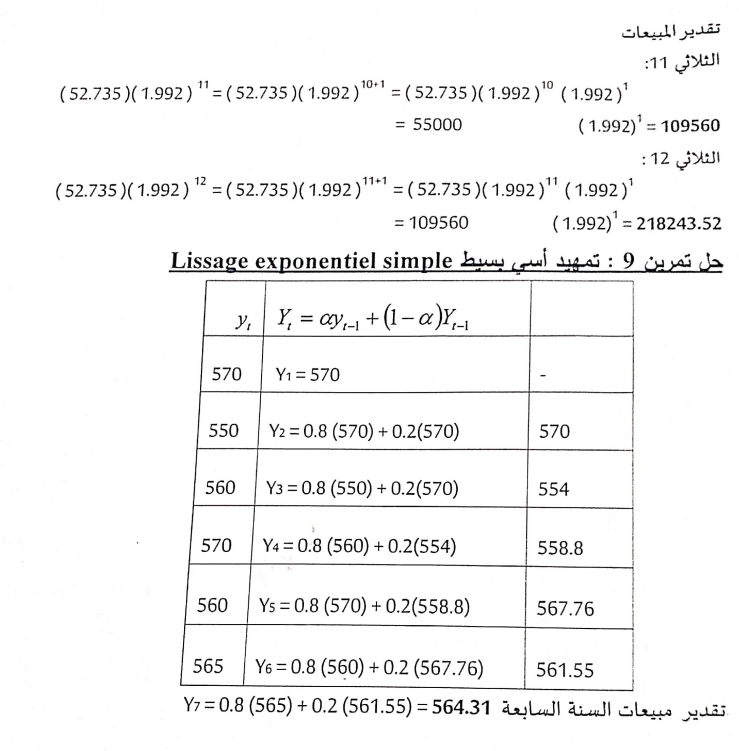 تقدير المبيعات
الثلاثي 11:
(52.735)(1.992)¹¹ = (52.735)(1.992)¹⁰⁺¹ = (52.735)(1.992)¹⁰ (1.992)¹
= 55000 (1.992)¹ = 109560
الثلاثي 12 :
(52.735)(1.992)¹² = (52.735)(1.992)¹¹⁺¹ = (52.735)(1.992)¹¹ (1.992)¹
= 109560 (1.992)¹ = 218243.52
حل تمرين 9 : تمهيد أسي بسيط Lissage exponentiel simple
yₜ Yₜ = αyₜ₋₁ + (1−α)Yₜ₋₁
570 Y₁ = 570 -
550 Y₂ = 0.8 (570) + 0.2(570) 570
560 Y₃ = 0.8 (550) + 0.2(570) 554
570 Y₄ = 0.8 (560) + 0.2(554) 558.8
560 Y₅ = 0.8 (570) + 0.2(558.8) 567.76
565 Y₆ = 0.8 (560) + 0.2 (567.76) 561.55
تقدير مبيعات السنة السابعة Y₇ = 0.8 (565) + 0.2 (561.55) = 564.31